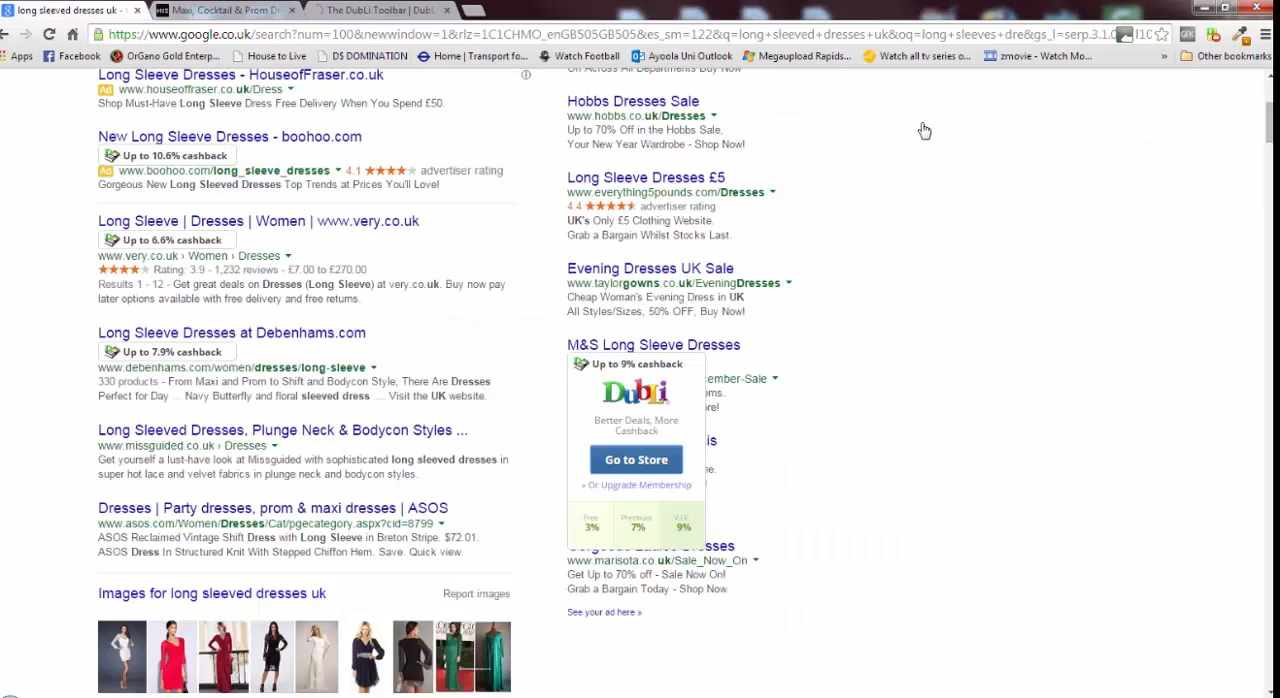 long sleeved dresses uk -
Maxi, Cocktail & Prom D
The DubLi Toolbar | Dub
https://www.google.co.uk/search?num=100&newwindow=1&rlz=1C1CHMO_enGB505GB505&es_sm=122&q=long+sleeved+dresses+uk&oq=long+sleeves+dre&gs_l=serp.3.1.0
Apps
Facebook
OrGano Gold Enterp...
House to Live
DS DOMINATION
Home | Transport fo...
Watch Football
Ayoola Uni Outlook
Megaupload Rapids...
Watch all tv series o...
zmovie - Watch Mo...
»
Other bookmarks
Long Sleeve Dresses - HouseofFraser.co.uk
Ad www.houseoffraser.co.uk/Dress
Shop Must-Have Long Sleeve Dress Free Delivery When You Spend £50.
New Long Sleeve Dresses - boohoo.com
Up to 10.6% cashback
Ad www.boohoo.com/long_sleeve_dresses 4.1 ★★★★ advertiser rating
Gorgeous New Long Sleeved Dresses Top Trends at Prices You'll Love!
Long Sleeve | Dresses | Women | www.very.co.uk
Up to 6.6% cashback
www.very.co.uk › Women › Dresses
Rating: 3.9 - 1,232 reviews - £7.00 to £270.00
Results 1 - 12 - Get great deals on Dresses (Long Sleeve) at very.co.uk. Buy now pay
later options available with free delivery and free returns.
Long Sleeve Dresses at Debenhams.com
Up to 7.9% cashback
www.debenhams.com/women/dresses/long-sleeve
330 products - From Maxi and Prom to Shift and Bodycon Style, There Are Dresses
Perfect for Day ... Navy Butterfly and floral sleeved dress .... Visit the UK website.
Long Sleeved Dresses, Plunge Neck & Bodycon Styles ...
www.missguided.co.uk › Dresses
Get yourself a lust-have look at Missguided with sophisticated long sleeved dresses in
super hot lace and velvet fabrics in plunge neck and bodycon styles.
Dresses | Party dresses, prom & maxi dresses | ASOS
www.asos.com/Women/Dresses/Cat/pgecategory.aspx?cid=8799
ASOS Reclaimed Vintage Shift Dress with Long Sleeve in Breton Stripe. $72.01.
ASOS Dress In Structured Knit With Stepped Chiffon Hem. Save. Quick view.
Images for long sleeved dresses uk
Report images
On Across All Departments Buy Now
Hobbs Dresses Sale
www.hobbs.co.uk/Dresses
Up to 70% Off in the Hobbs Sale,
Your New Year Wardrobe - Shop Now!
Long Sleeve Dresses £5
www.everything5pounds.com/Dresses
4.4 advertiser rating
UK's Only £5 Clothing Website.
Grab a Bargain Whilst Stocks Last.
Evening Dresses UK Sale
www.taylorgowns.co.uk/EveningDresses
Cheap Woman's Evening Dress in UK
All Styles/Sizes, 50% OFF, Buy Now!
M&S Long Sleeve Dresses
Up to 9% cashback
cember-Sale
DubLi
Better Deals, More
Cashback
Go to Store
» Or Upgrade Membership
Free Premium V.I.P.
3% 7% 9%
Gorgeous Ladies Dresses
www.marisota.co.uk/Sale_Now_On
Get Up to 70% off - Sale Now On!
Grab a Bargain Today - Shop Now
See your ad here »